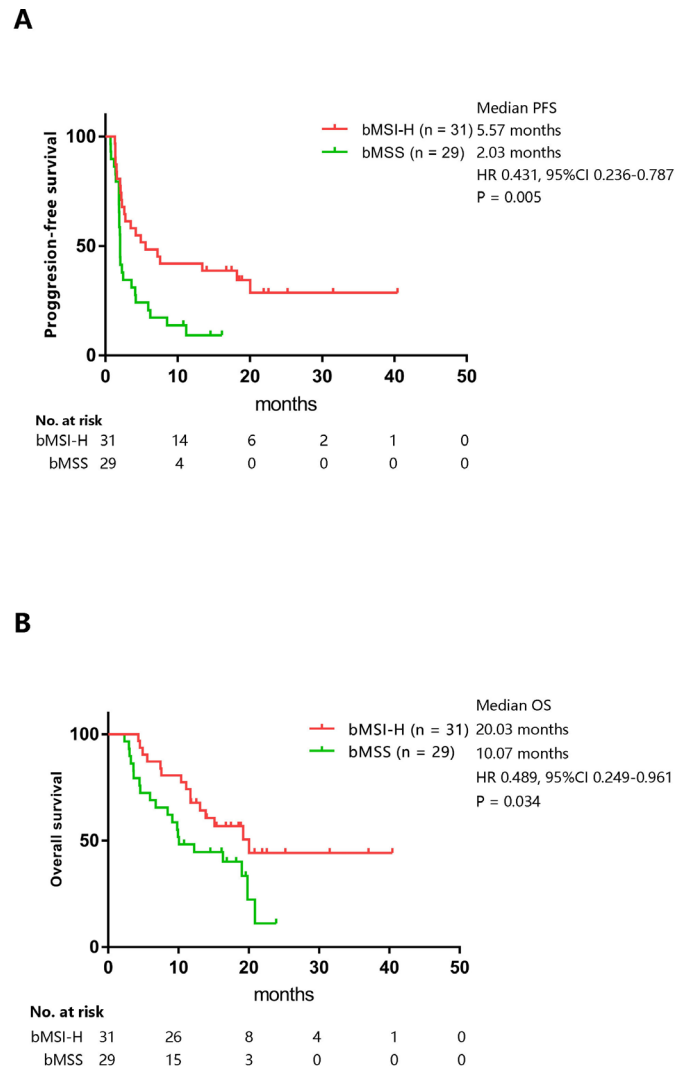 A
Median PFS
bMSI-H (n = 31) 5.57 months
bMSS (n = 29) 2.03 months
HR 0.431, 95%CI 0.236-0.787
P = 0.005
Proggresion-free survival
100
50
0
0 10 20 30 40 50
months
No. at risk
bMSI-H 31 14 6 2 1 0
bMSS 29 4 0 0 0 0
B
Median OS
bMSI-H (n = 31) 20.03 months
bMSS (n = 29) 10.07 months
HR 0.489, 95%CI 0.249-0.961
P = 0.034
Overall survival
100
50
0
0 10 20 30 40 50
months
No. at risk
bMSI-H 31 26 8 4 1 0
bMSS 29 15 3 0 0 0